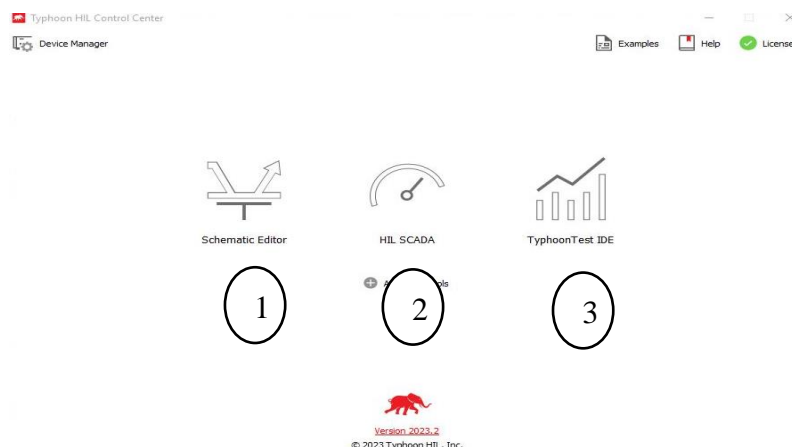 Typhoon HIL Control Center
Device Manager
Examples Help License
Schematic Editor HIL SCADA TyphoonTest IDE
1 2 3
Version 2023.2
© 2023 Typhoon HIL, Inc.